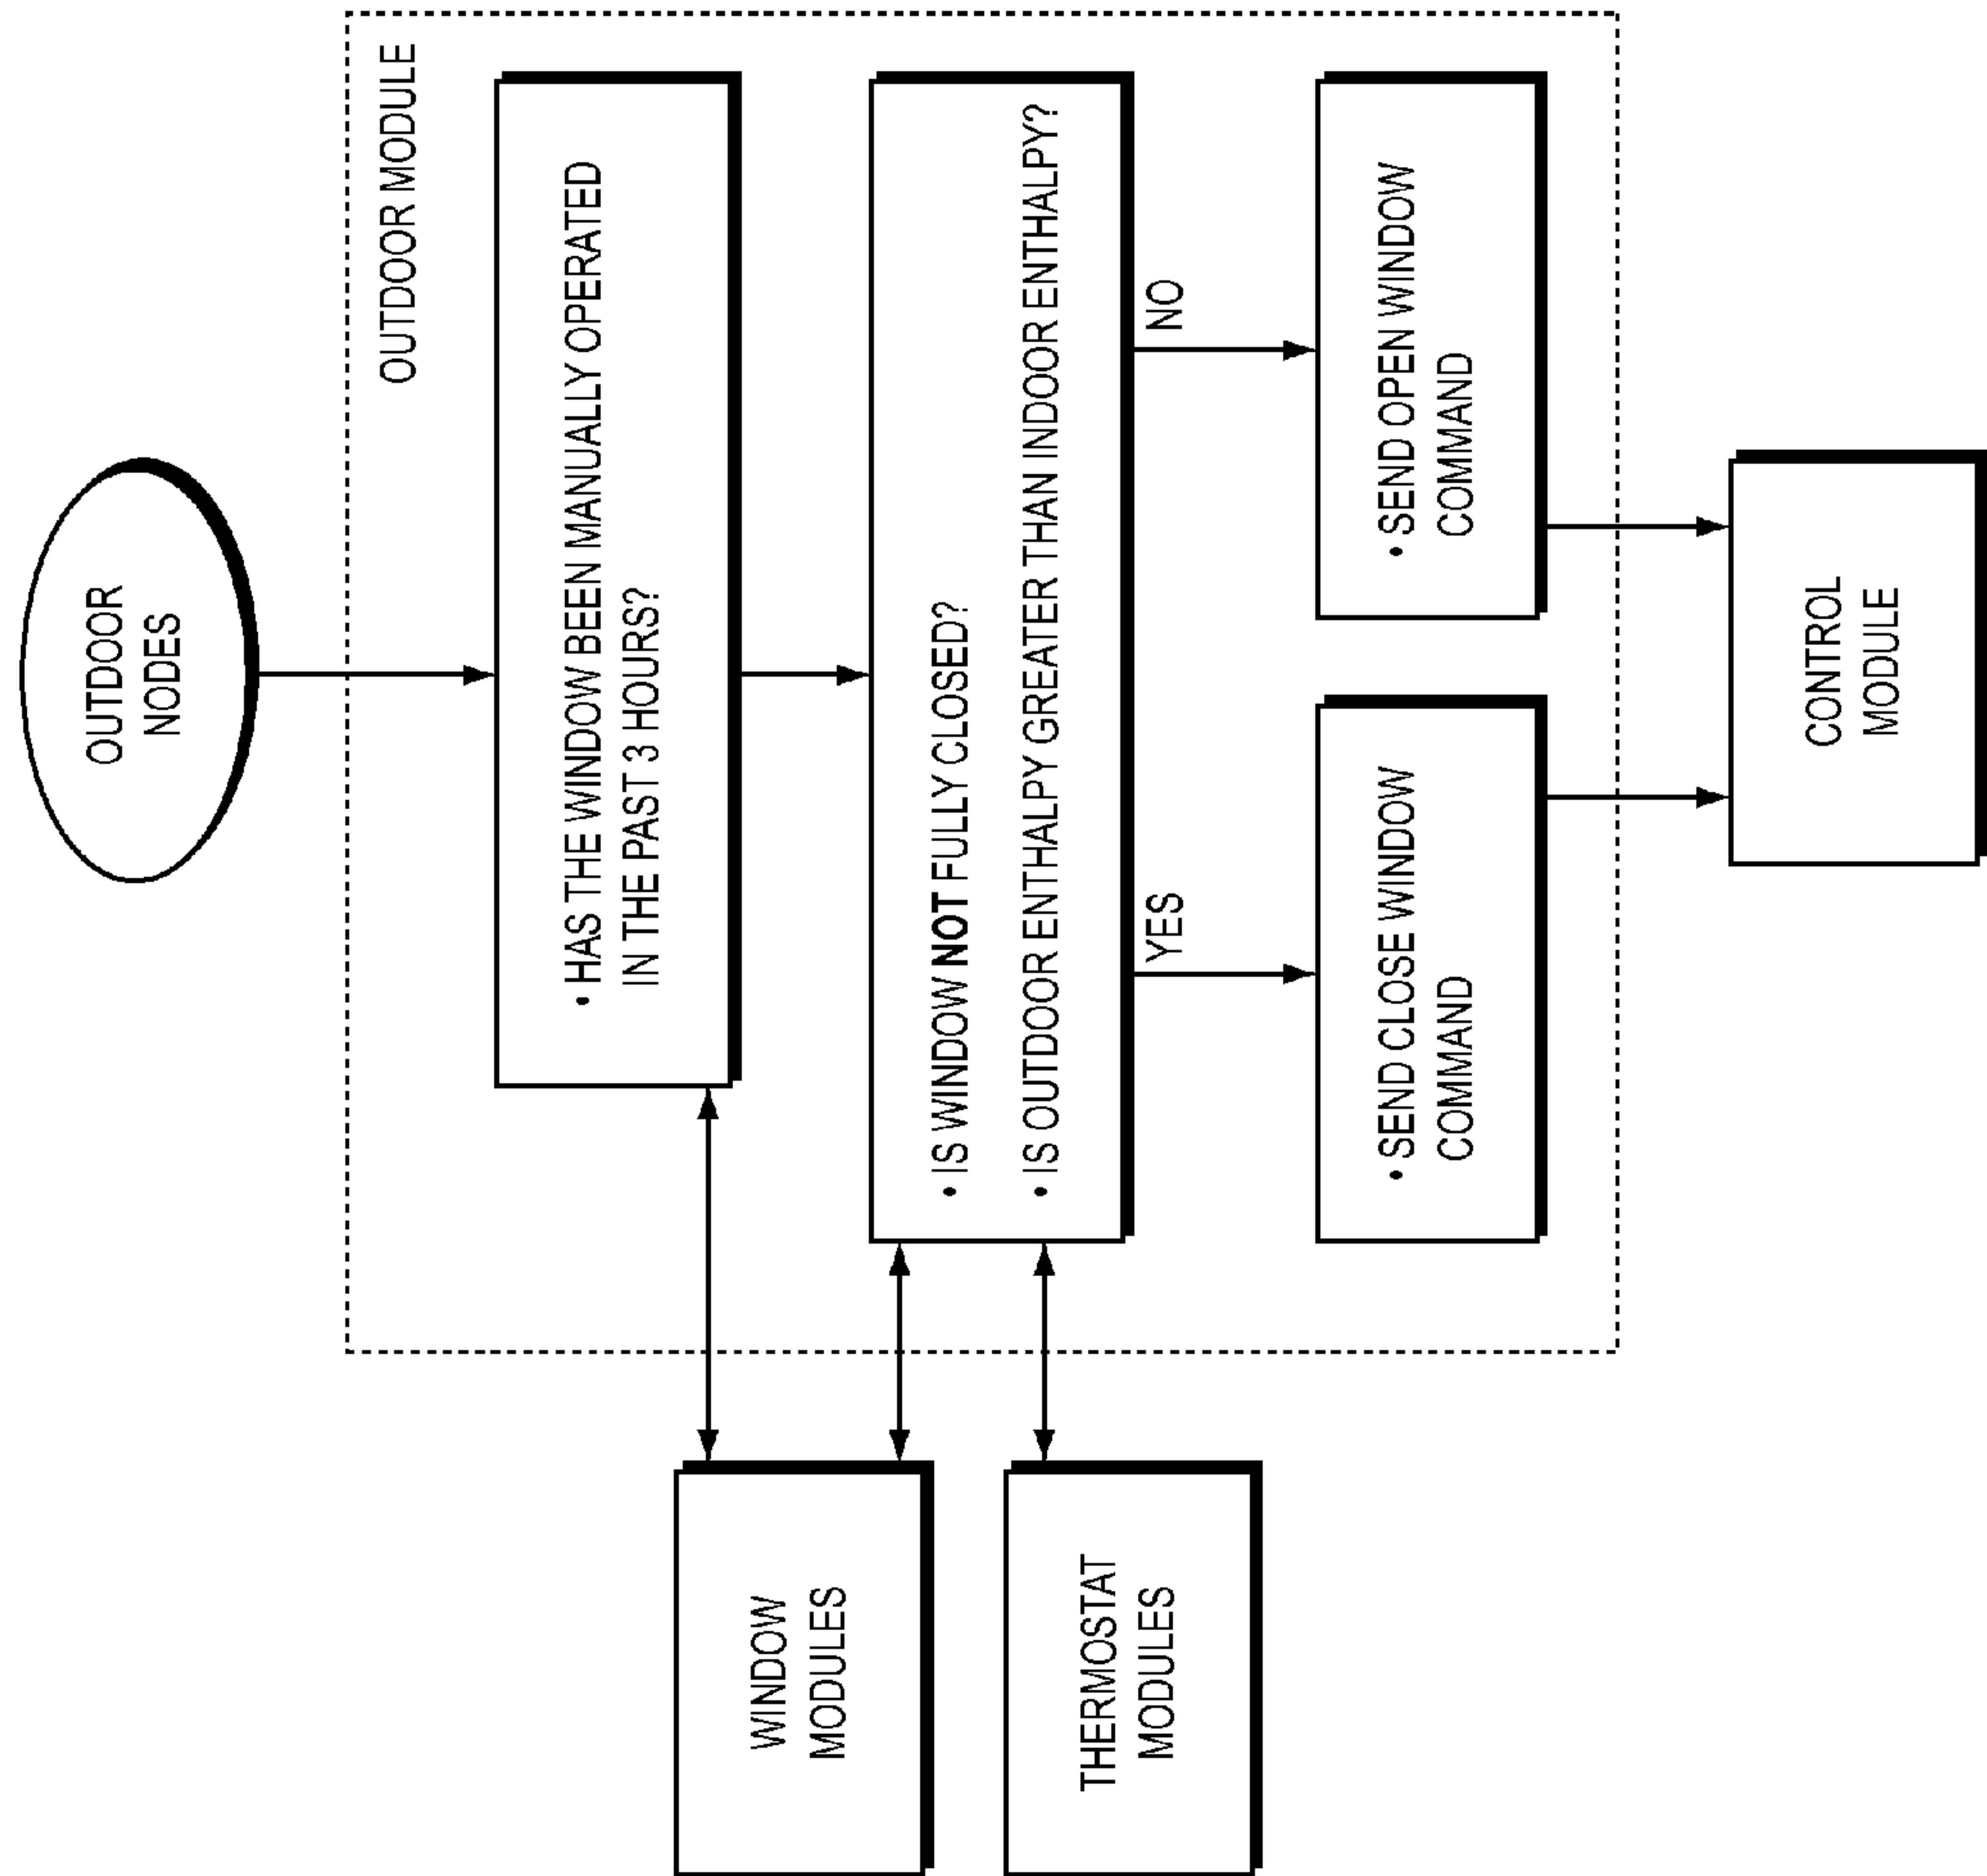 OUTDOOR
NODES
OUTDOOR MODULE
• HAS THE WINDOW BEEN MANUALLY OPERATED
IN THE PAST 3 HOURS?
• IS WINDOW NOT FULLY CLOSED?
• IS OUTDOOR ENTHALPY GREATER THAN INDOOR ENTHALPY?
YES
NO
• SEND CLOSE WINDOW
COMMAND
• SEND OPEN WINDOW
COMMAND
WINDOW
MODULES
THERMOSTAT
MODULES
CONTROL
MODULE